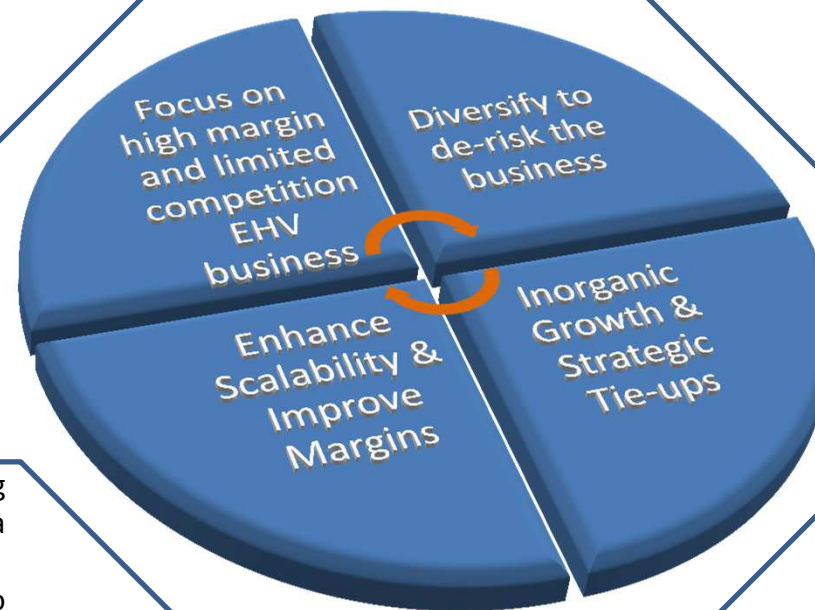 Focus on
high margin
and limited
competition
EHV
business
Diversify to
de-risk the
business
Enhance
Scalability &
Improve
Margins
Inorganic
Growth &
Strategic
Tie-ups
g
a